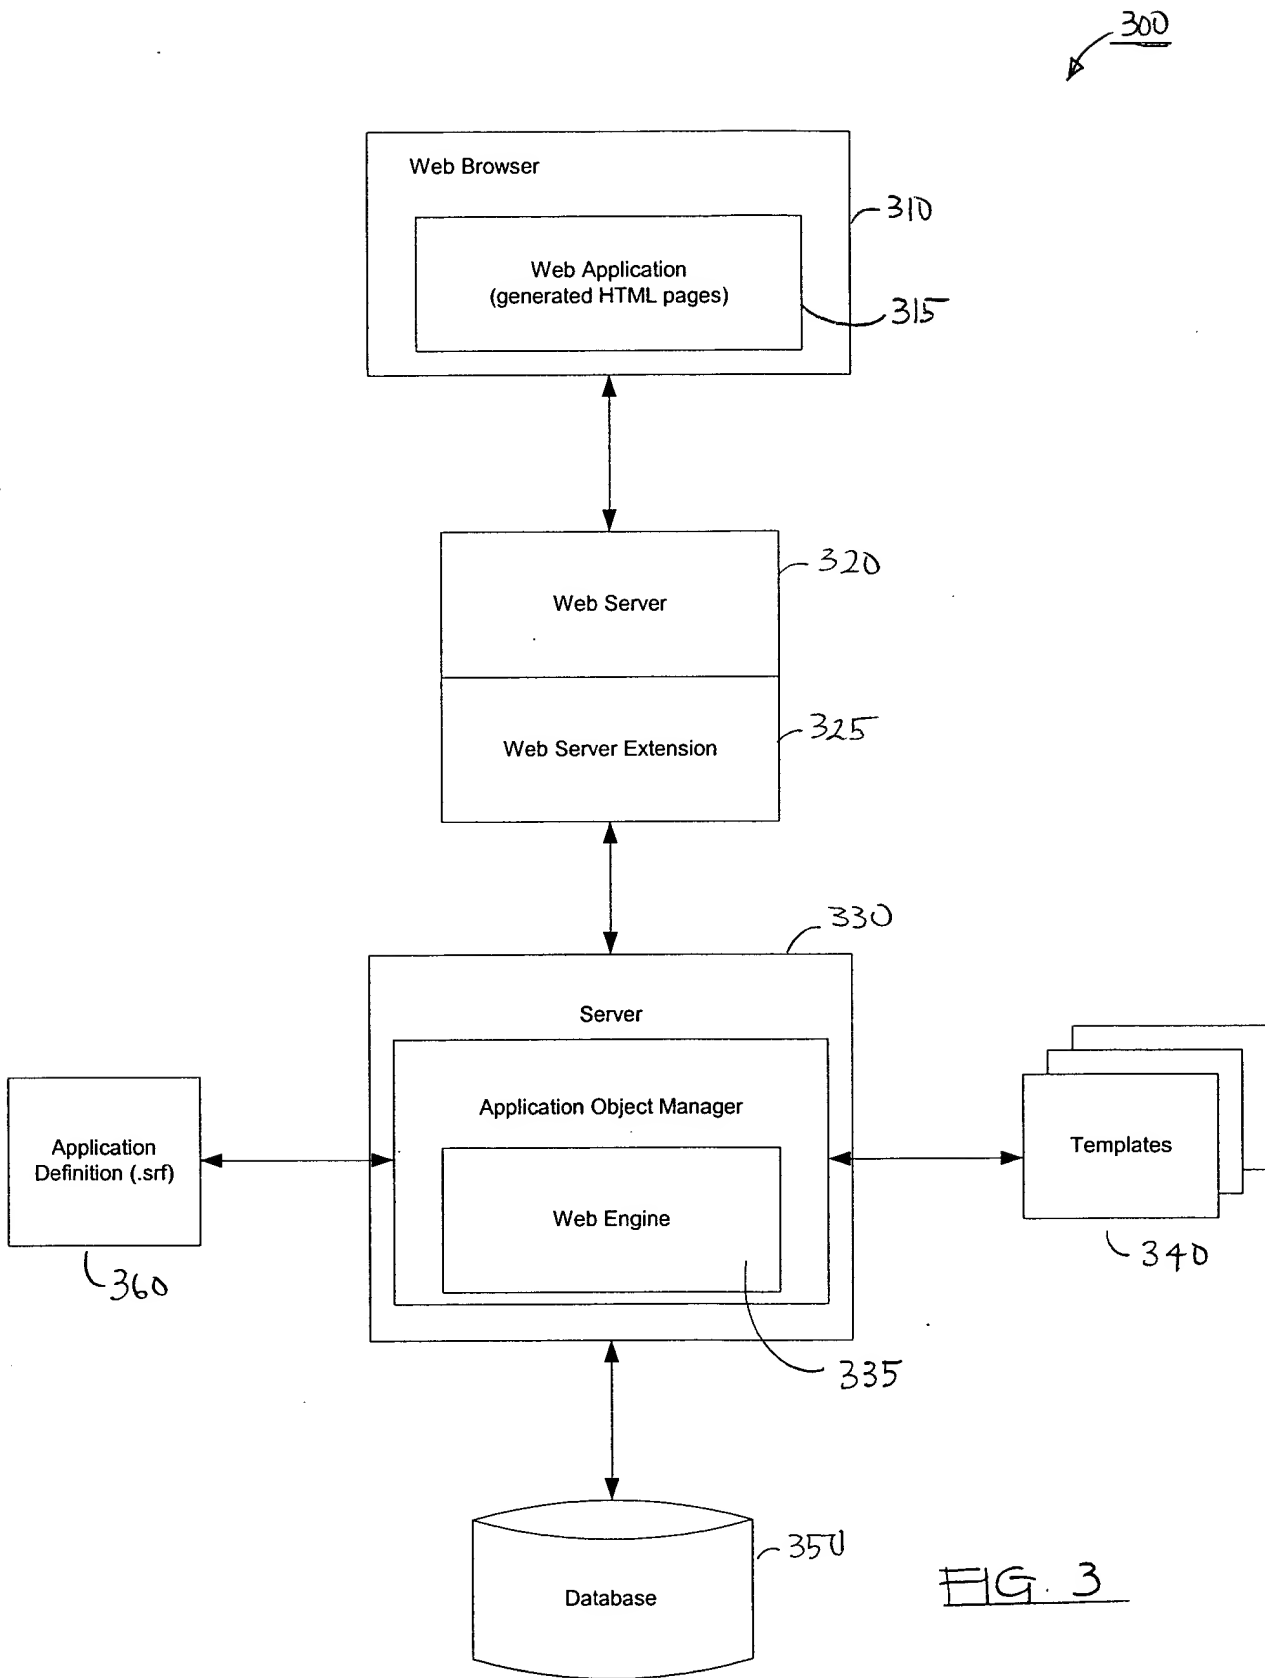 300
Web Browser
310
Web Application
(generated HTML pages)
315
320
Web Server
325
Web Server Extension
330
Server
Application Object Manager
Application
Definition (.srf)
Templates
Web Engine
340
360
335
350
Database
FIG. 3